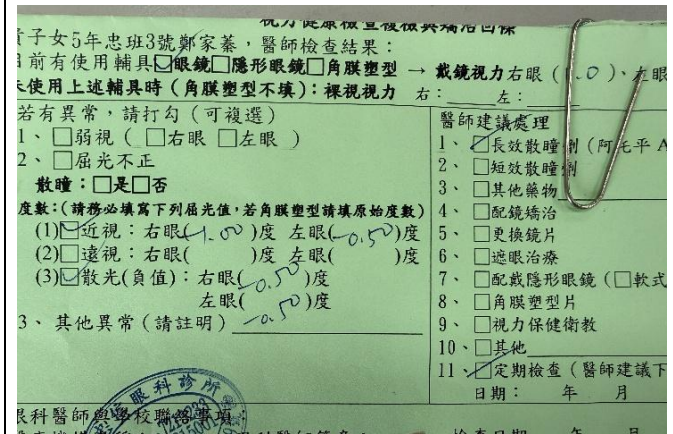 視力健康檢查複檢與矯治回條
貴子女5年忠班3號鄭家蓁，醫師檢查結果：
目前有使用輔具☑眼鏡□隱形眼鏡□角膜塑型 → 戴鏡視力右眼（1.0）、左眼
未使用上述輔具時（角膜塑型不填）：裸視視力 右：＿＿ 左：＿＿
若有異常，請打勾（可複選）
1、□弱視（□右眼 □左眼 ）
2、□屈光不正
散瞳：□是□否
度數：（請務必填寫下列屈光值，若角膜塑型請填原始度數）
(1)☑近視：右眼(-1.00)度 左眼(-0.50)度
(2)□遠視：右眼( )度 左眼( )度
(3)☑散光(負值)：右眼(-0.50)度
左眼(-0.50)度
3、其他異常（請註明）
醫師建議處理
1、☑長效散瞳劑（阿托平 A
2、□短效散瞳劑
3、□其他藥物
4、□配鏡矯治
5、□更換鏡片
6、□遮眼治療
7、□配戴隱形眼鏡（□軟式
8、□角膜塑型片
9、□視力保健衛教
10、□其他
11、☑定期檢查（醫師建議下
日期： 年 月
眼科診所
眼科醫師與學校聯絡事項